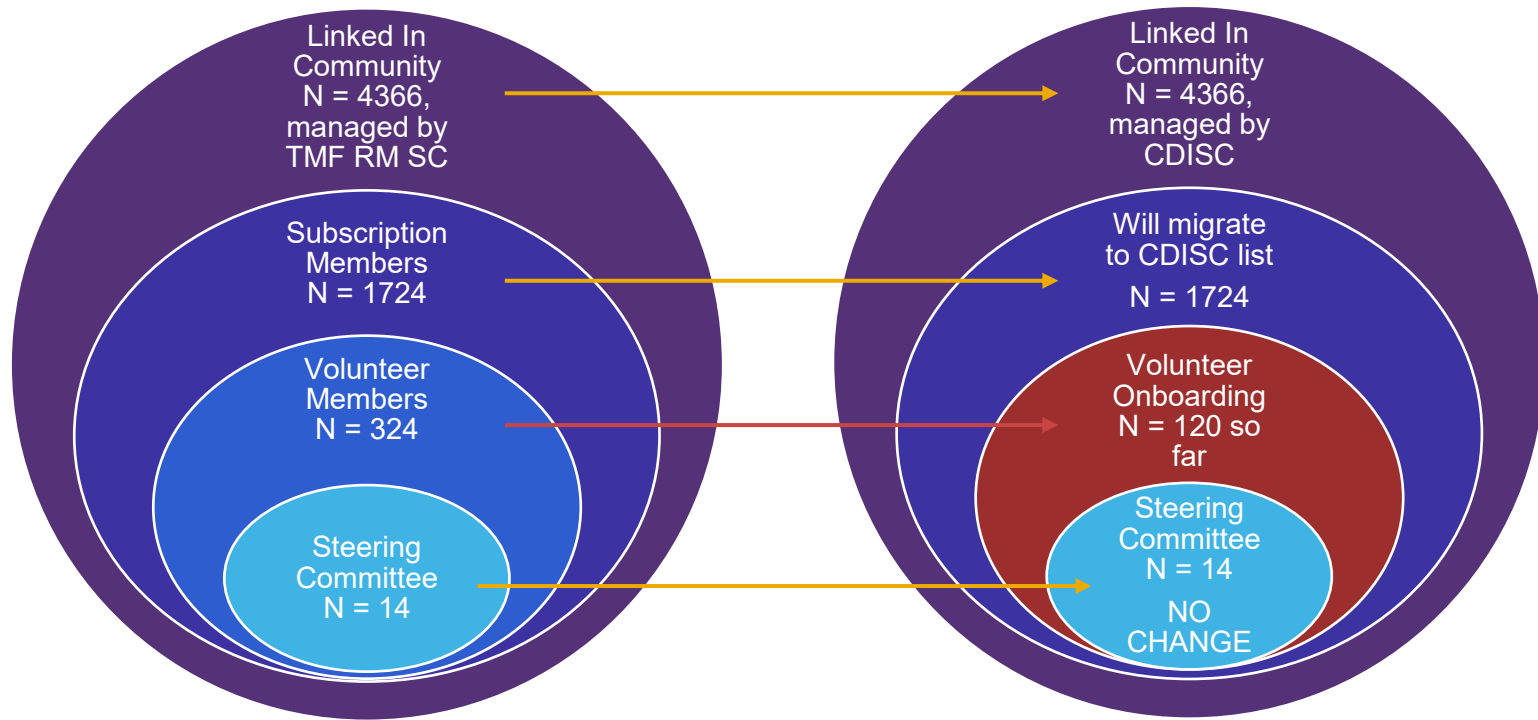 Linked In
Community
N = 4366,
managed by
TMF RM SC
Subscription
Members
N = 1724
Volunteer
Members
N = 324
Steering
Committee
N = 14
Linked In
Community
N = 4366,
managed by
CDISC
Will migrate
to CDISC list
N = 1724
Volunteer
Onboarding
N = 120 so
far
Steering
Committee
N = 14
NO
CHANGE